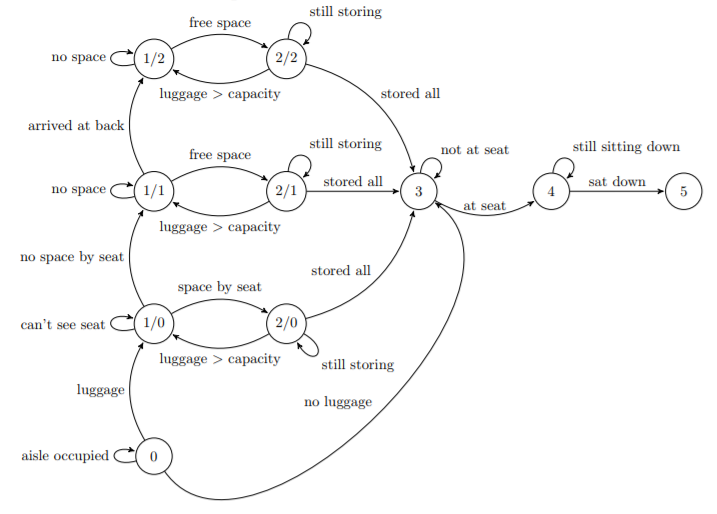 still storing
free space
no space
1/2
2/2
luggage > capacity
stored all
arrived at back
still storing
free space
not at seat
still sitting down
no space
1/1
2/1
stored all
3
4
sat down
5
at seat
luggage > capacity
no space by seat
stored all
space by seat
can't see seat
1/0
2/0
luggage > capacity
still storing
luggage
no luggage
aisle occupied
0